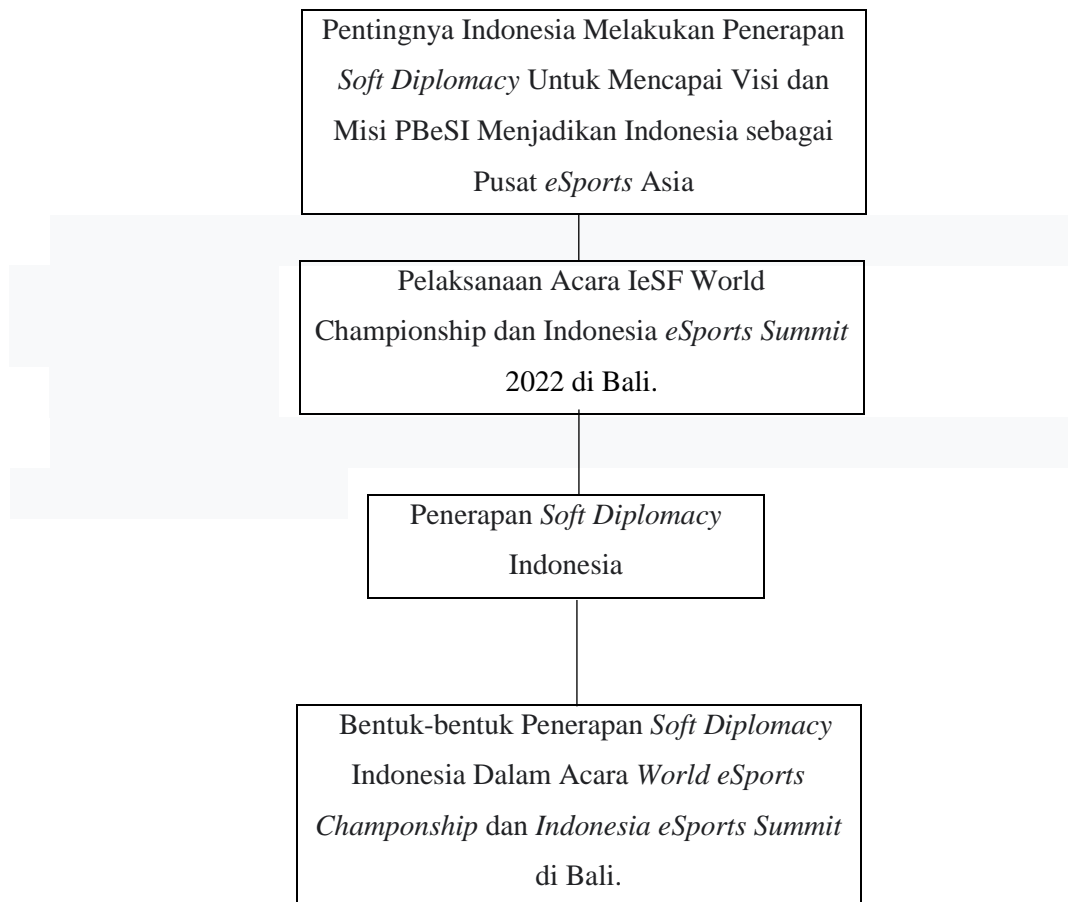 Pentingnya Indonesia Melakukan Penerapan
Soft Diplomacy Untuk Mencapai Visi dan
Misi PBeSI Menjadikan Indonesia sebagai
Pusat eSports Asia
Pelaksanaan Acara IeSF World
Championship dan Indonesia eSports Summit
2022 di Bali.
Penerapan Soft Diplomacy
Indonesia
Bentuk-bentuk Penerapan Soft Diplomacy
Indonesia Dalam Acara World eSports
Champonship dan Indonesia eSports Summit
di Bali.